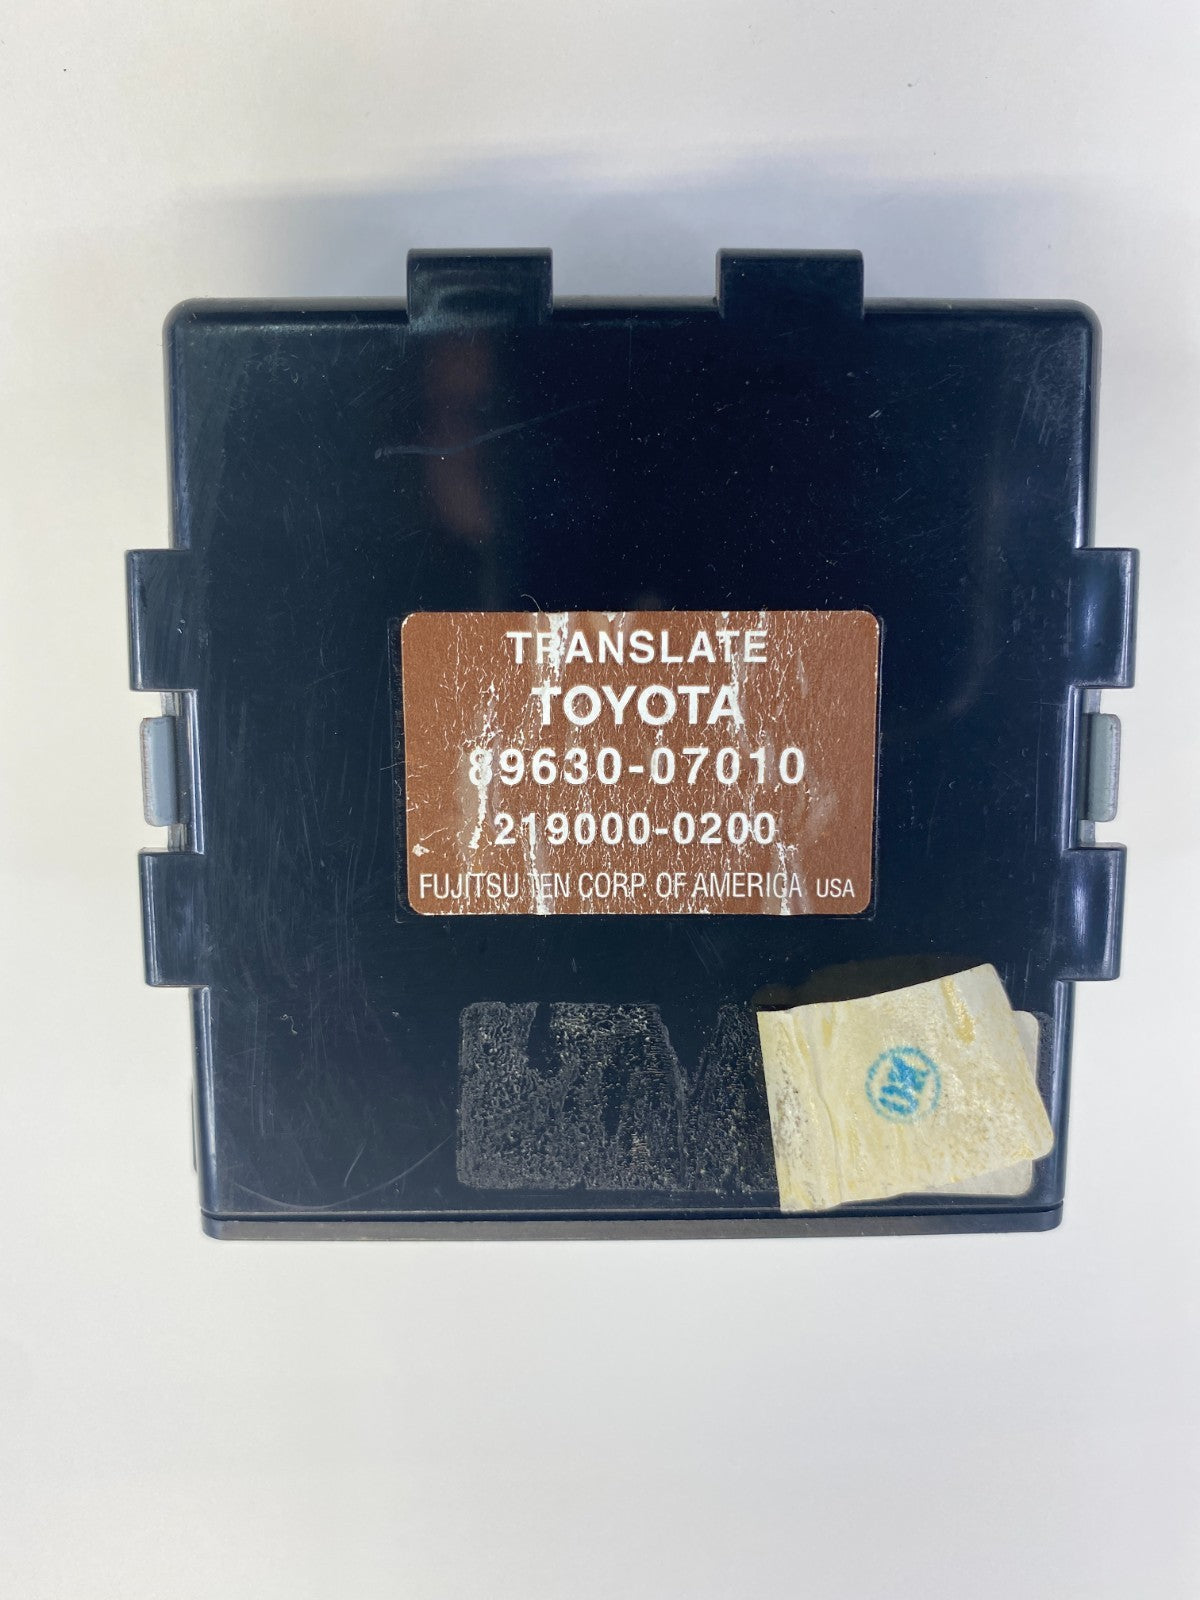 TRANSLATE
TOYOTA
89630-07010
219000-0200
FUJITSU TEN CORP. OF AMERICA USA